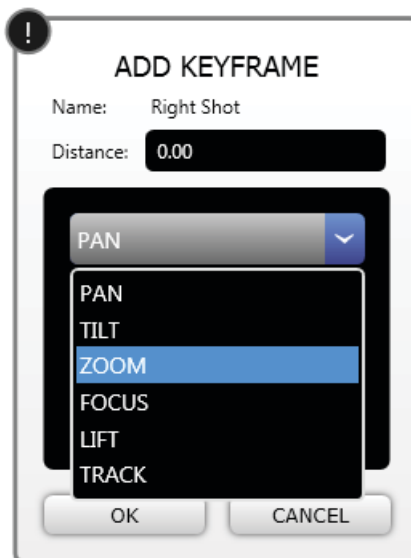 !
ADD KEYFRAME
Name: Right Shot
Distance: 0.00
PAN
PAN
TILT
ZOOM
FOCUS
LIFT
TRACK
OK CANCEL